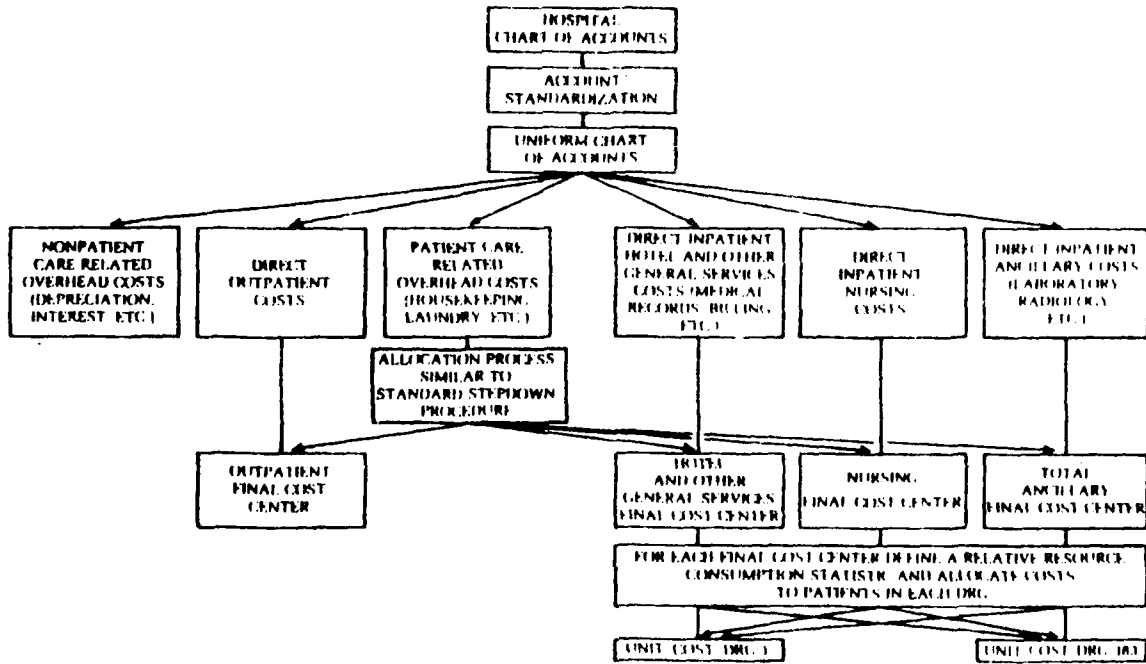 HOSPITAL
CHART OF ACCOUNTS
ACCOUNT
STANDARDIZATION
UNIFORM CHART
OF ACCOUNTS
NONPATIENT
CARE RELATED
OVERHEAD COSTS
(DEPRECIATION,
INTEREST ETC.)
DIRECT
OUTPATIENT
COSTS
PATIENT CARE
RELATED
OVERHEAD COSTS
(HOUSEKEEPING,
LAUNDRY ETC.)
DIRECT INPATIENT
HOTEL AND OTHER
GENERAL SERVICES
COSTS (MEDICAL
RECORDS, BILLING
ETC.)
DIRECT
INPATIENT
NURSING
COSTS
DIRECT INPATIENT
ANCILLARY COSTS
(LABORATORY
RADIOLOGY
ETC.)
ALLOCATION PROCESS
SIMILAR TO
STANDARD STEPDOWN
PROCEDURE
OUTPATIENT
FINAL COST
CENTER
HOTEL
AND OTHER
GENERAL SERVICES
FINAL COST CENTER
NURSING
FINAL COST CENTER
TOTAL
ANCILLARY
FINAL COST CENTER
FOR EACH FINAL COST CENTER DEFINE A RELATIVE RESOURCE
CONSUMPTION STATISTIC AND ALLOCATE COSTS
TO PATIENTS IN EACH DRG
UNIT COST DRG 1
UNIT COST DRG